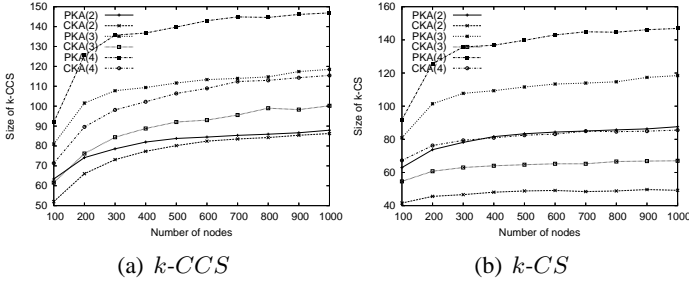 150
140
130
120
110
100
90
80
70
60
50
Size of k-CCS
PKA(2)
CKA(2)
PKA(3)
CKA(3)
PKA(4)
CKA(4)
100 200 300 400 500 600 700 800 900 1000
Number of nodes
(a) k-CCS
160
140
120
100
80
60
40
Size of k-CS
PKA(2)
CKA(2)
PKA(3)
CKA(3)
PKA(4)
CKA(4)
100 200 300 400 500 600 700 800 900 1000
Number of nodes
(b) k-CS